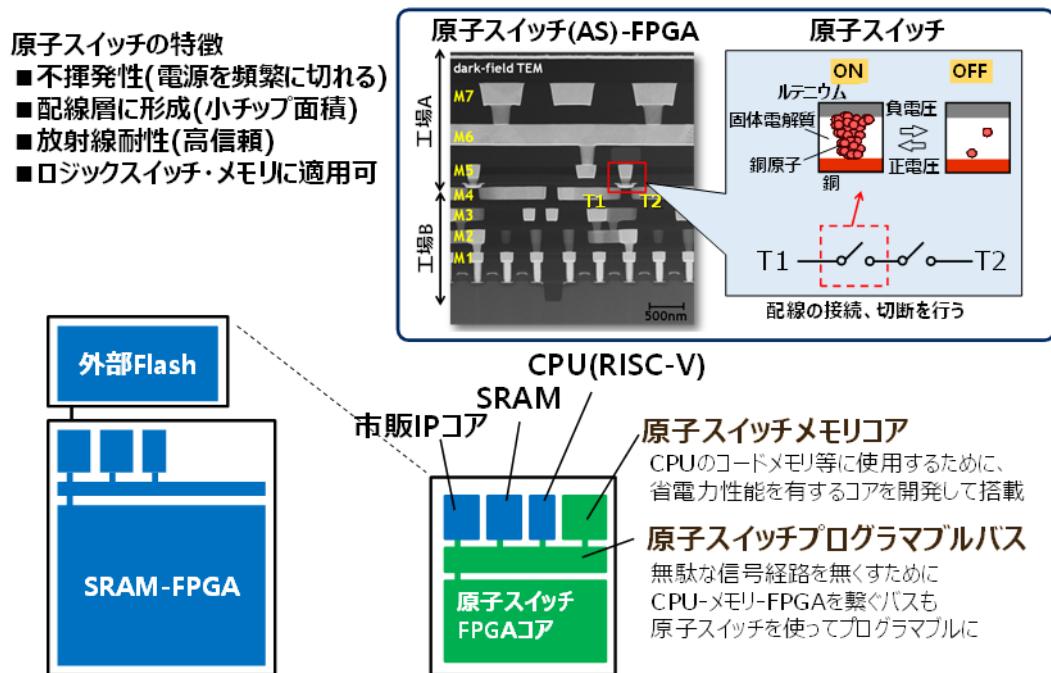 原子スイッチの特徴
■不揮発性(電源を頻繁に切れる)
■配線層に形成(小チップ面積)
■放射線耐性(高信頼)
■ロジックスイッチ・メモリに適用可
原子スイッチ(AS)-FPGA
dark-field TEM
工場A
工場B
M7
M6
M5
M4
M3
M2
M1
T1
T2
500nm
原子スイッチ
ON
OFF
ルテニウム
固体電解質
銅原子
銅
負電圧
正電圧
T1
T2
配線の接続、切断を行う
外部Flash
SRAM-FPGA
CPU(RISC-V)
SRAM
市販IPコア
原子スイッチ
FPGAコア
原子スイッチメモリコア
CPUのコードメモリ等に使用するために、
省電力性能を有するコアを開発して搭載
原子スイッチプログラマブルバス
無駄な信号経路を無くすために
CPU-メモリ-FPGAを繋ぐバスも
原子スイッチを使ってプログラマブルに